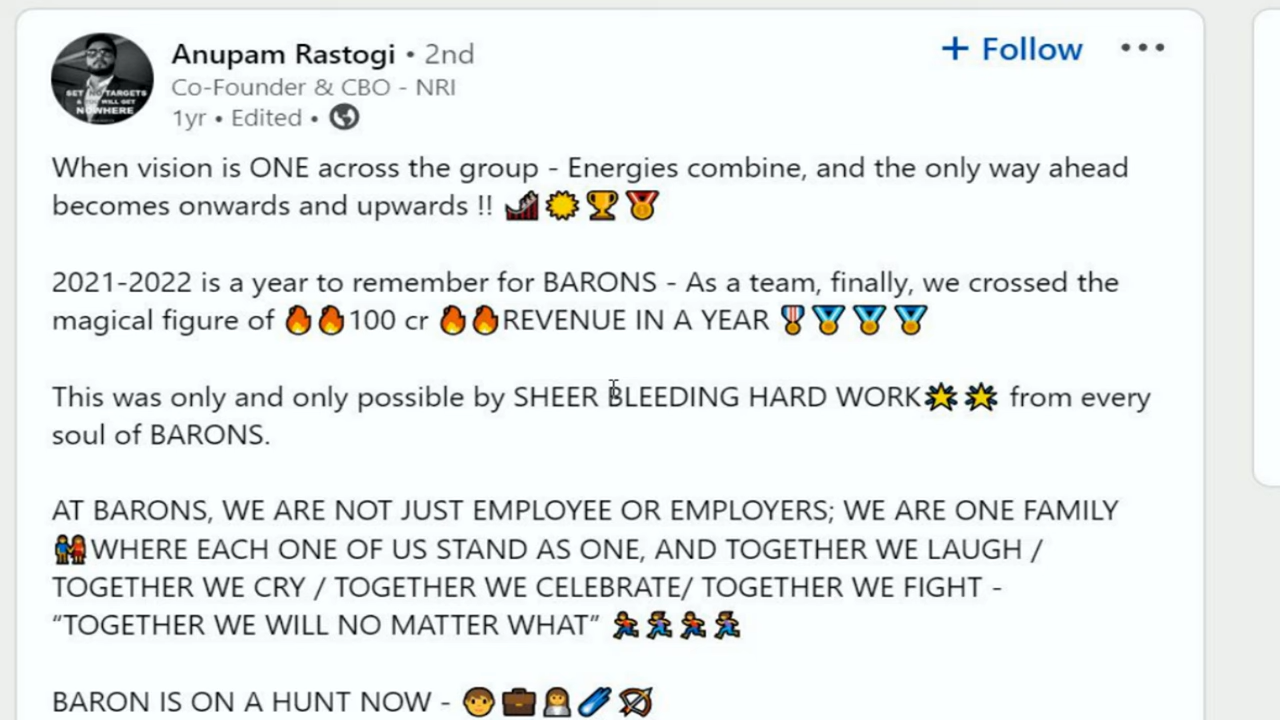 Anupam Rastogi • 2nd
+ Follow
Co-Founder & CBO - NRI
1yr • Edited •
SET TARGETS
& WILL GET
NOWHERE
When vision is ONE across the group - Energies combine, and the only way ahead
becomes onwards and upwards !! 🎢✹🏆🏅
2021-2022 is a year to remember for BARONS - As a team, finally, we crossed the
magical figure of 🔥🔥100 cr 🔥🔥REVENUE IN A YEAR 🎖🏅🏅🏅
This was only and only possible by SHEER BLEEDING HARD WORK🌟🌟 from every
soul of BARONS.
AT BARONS, WE ARE NOT JUST EMPLOYEE OR EMPLOYERS; WE ARE ONE FAMILY
👫WHERE EACH ONE OF US STAND AS ONE, AND TOGETHER WE LAUGH /
TOGETHER WE CRY / TOGETHER WE CELEBRATE/ TOGETHER WE FIGHT -
“TOGETHER WE WILL NO MATTER WHAT” 🏃🏃🏃🏃
BARON IS ON A HUNT NOW - 🧑💼👩☄🏹